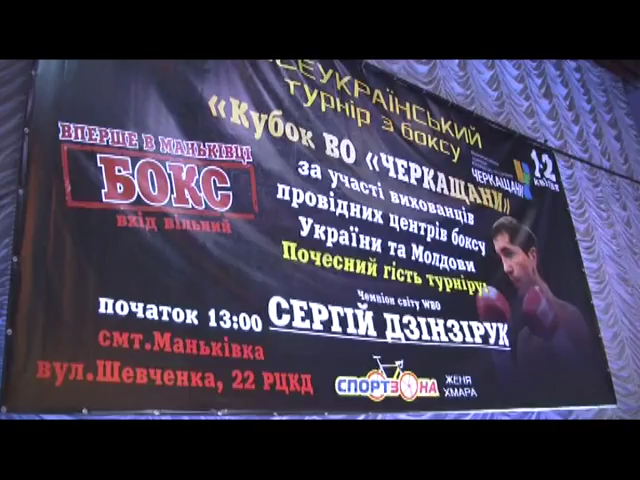 ВСЕУКРАЇНСЬКИЙ
турнір з боксу
«Кубок ВО «ЧЕРКАЩАНИ»
за участі вихованців
провідних центрів боксу
України та Молдови
Почесний гість турніру:
Чемпіон світу WBO
СЕРГІЙ ДЗІНЗІРУК
ВПЕРШЕ В МАНЬКІВЦІ
БОКС
вхід вільний
початок 13:00
смт.Маньківка
вул.Шевченка, 22 РЦКД
ЧЕРКАЩАНИ
12
квітня
СПОРТЗОНА
ЖЕНЯ
ХМАРА